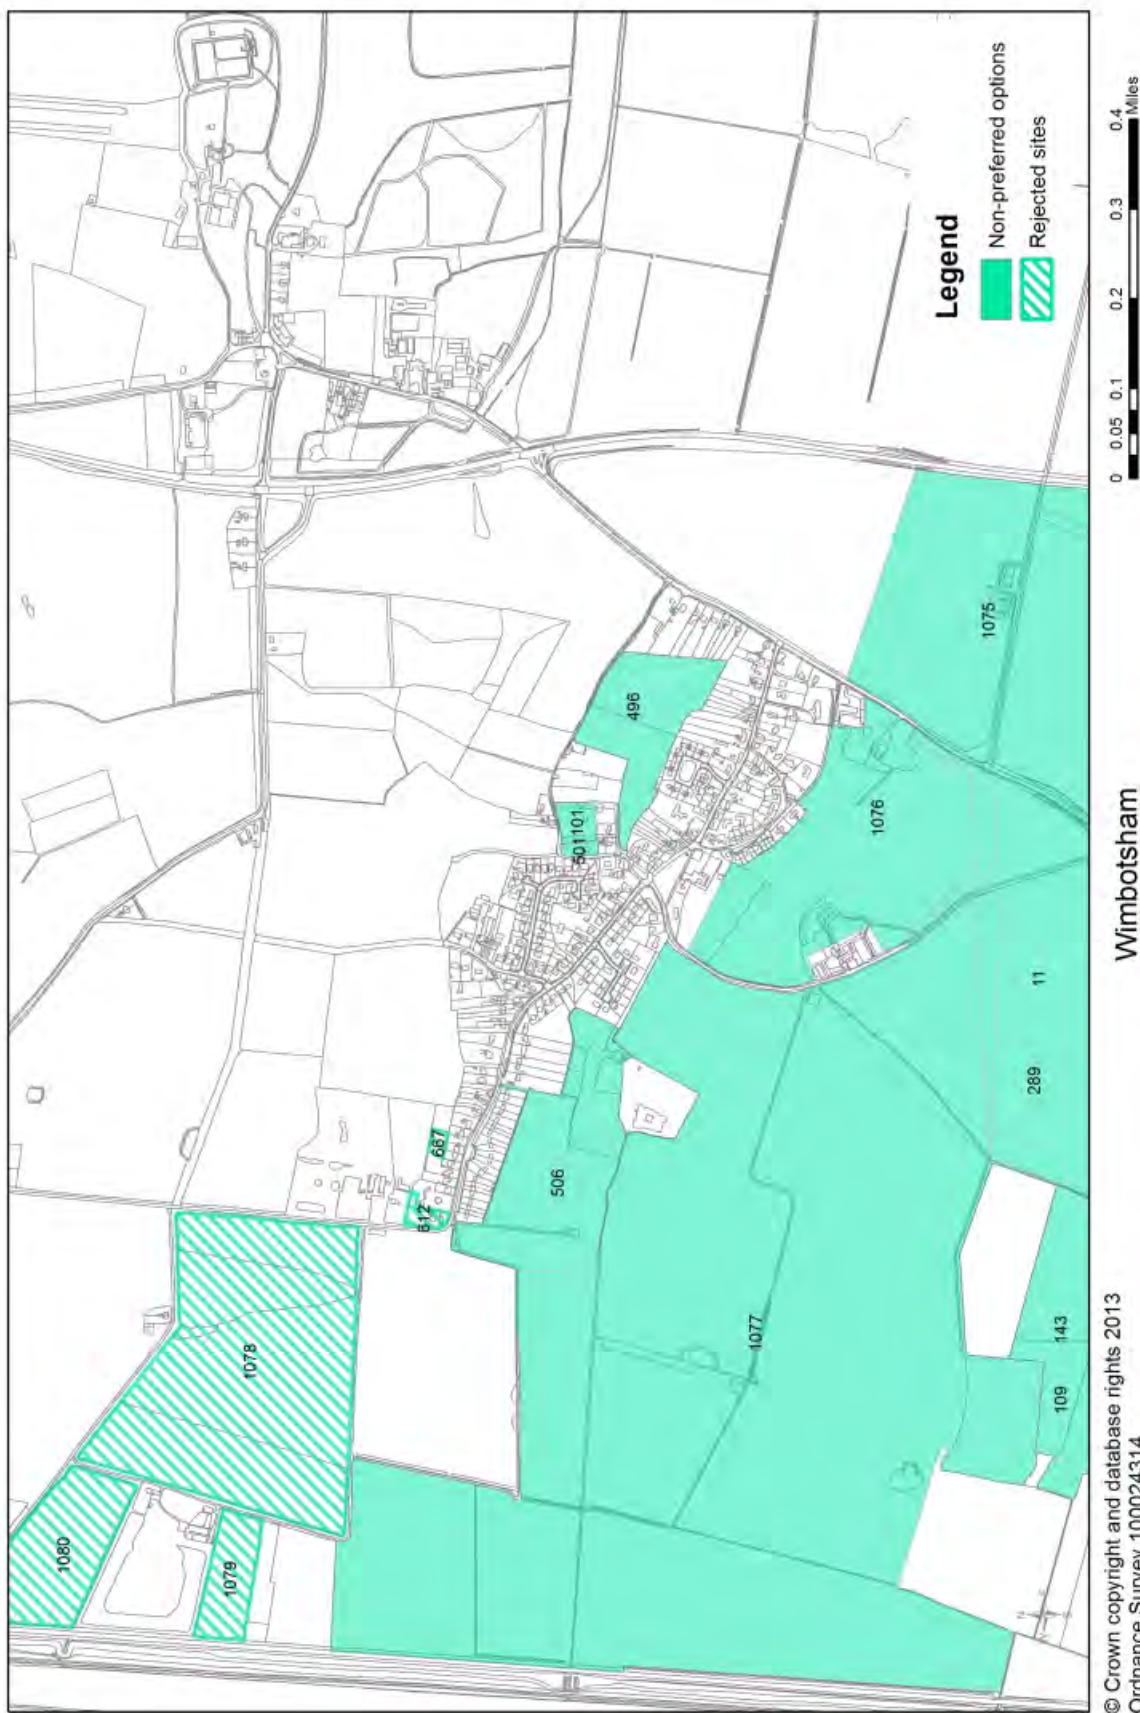 1080
1079
1078
612
667
506
1077
109
143
289
11
501101
496
1076
1075
Legend
Non-preferred options
Rejected sites
Wimbotsham
0 0.05 0.1 0.2 0.3 0.4
Miles
© Crown copyright and database rights 2013
Ordnance Survey 100024314